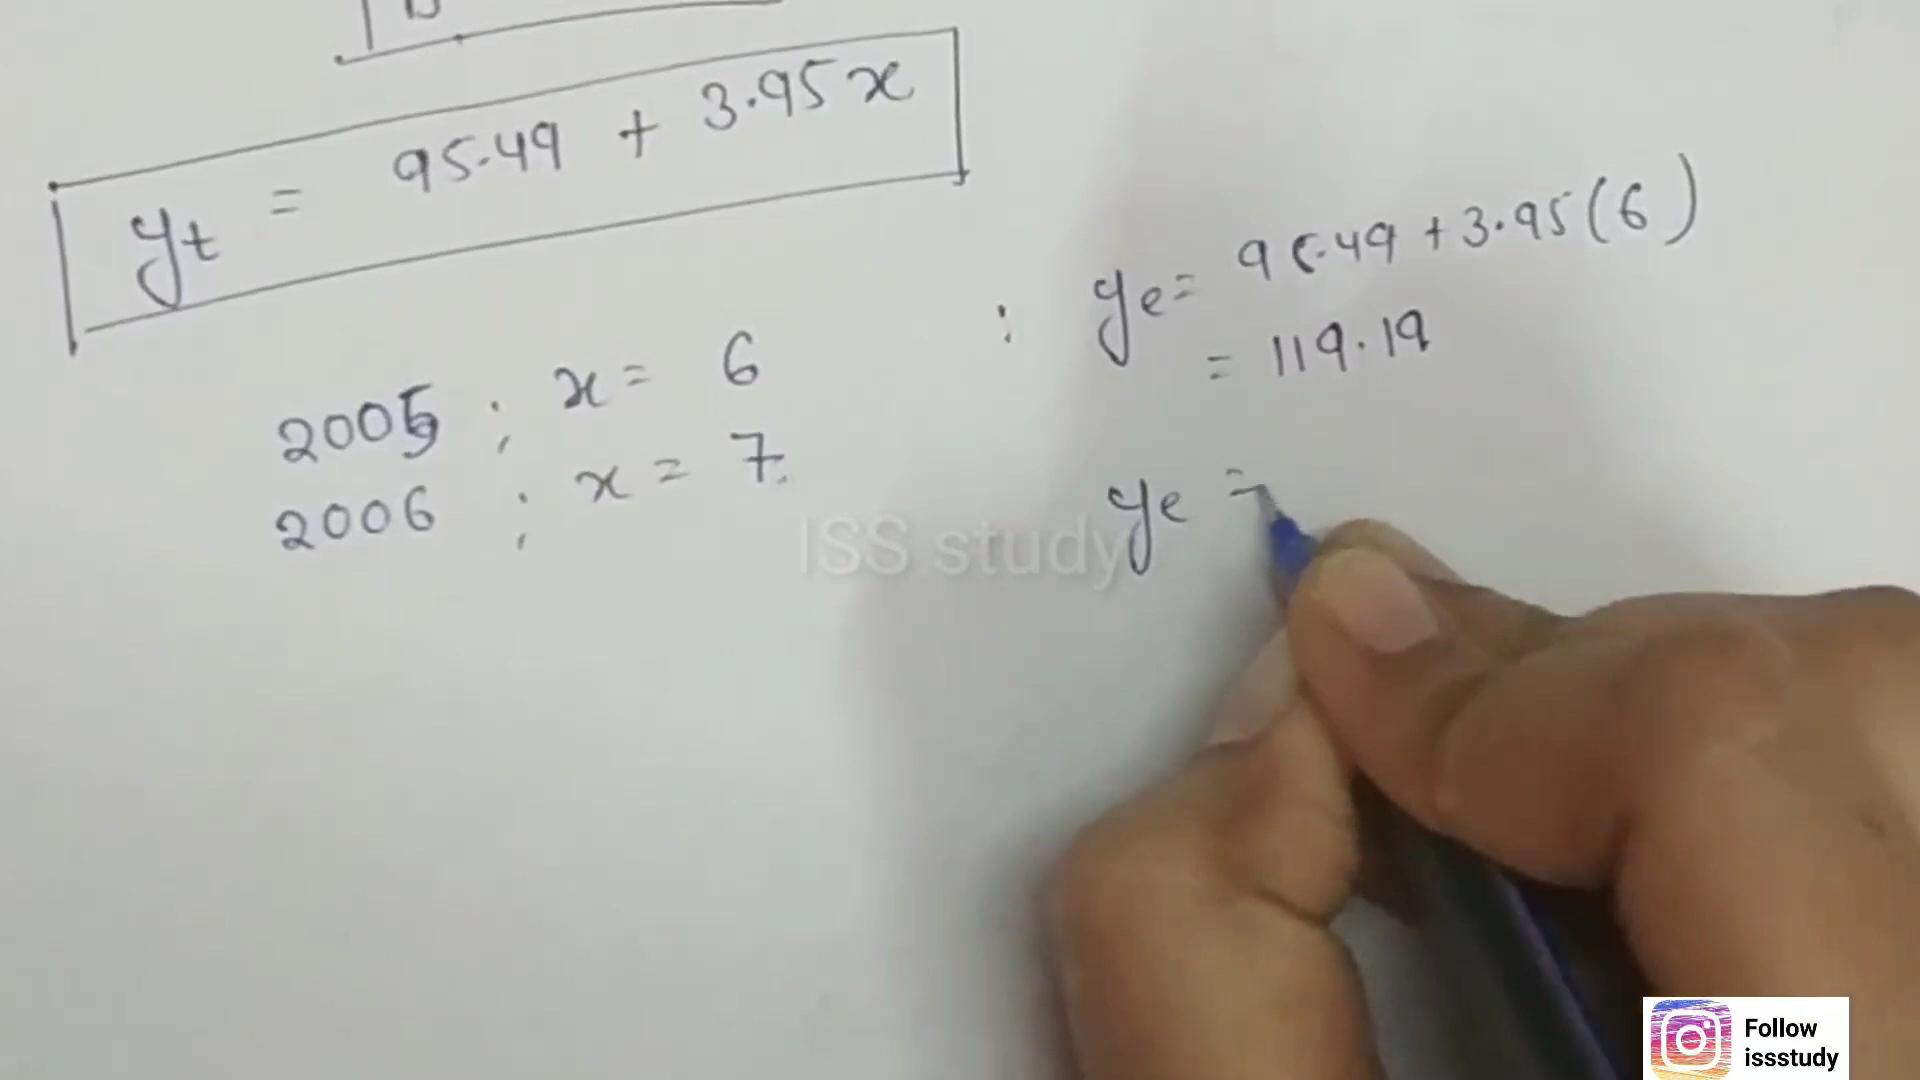 yt = 95.49 + 3.95x
2005 ; x = 6 : ye = 95.49 + 3.95(6)
= 119.19
2006 ; x = 7 ye =
ISS study
Follow
issstudy